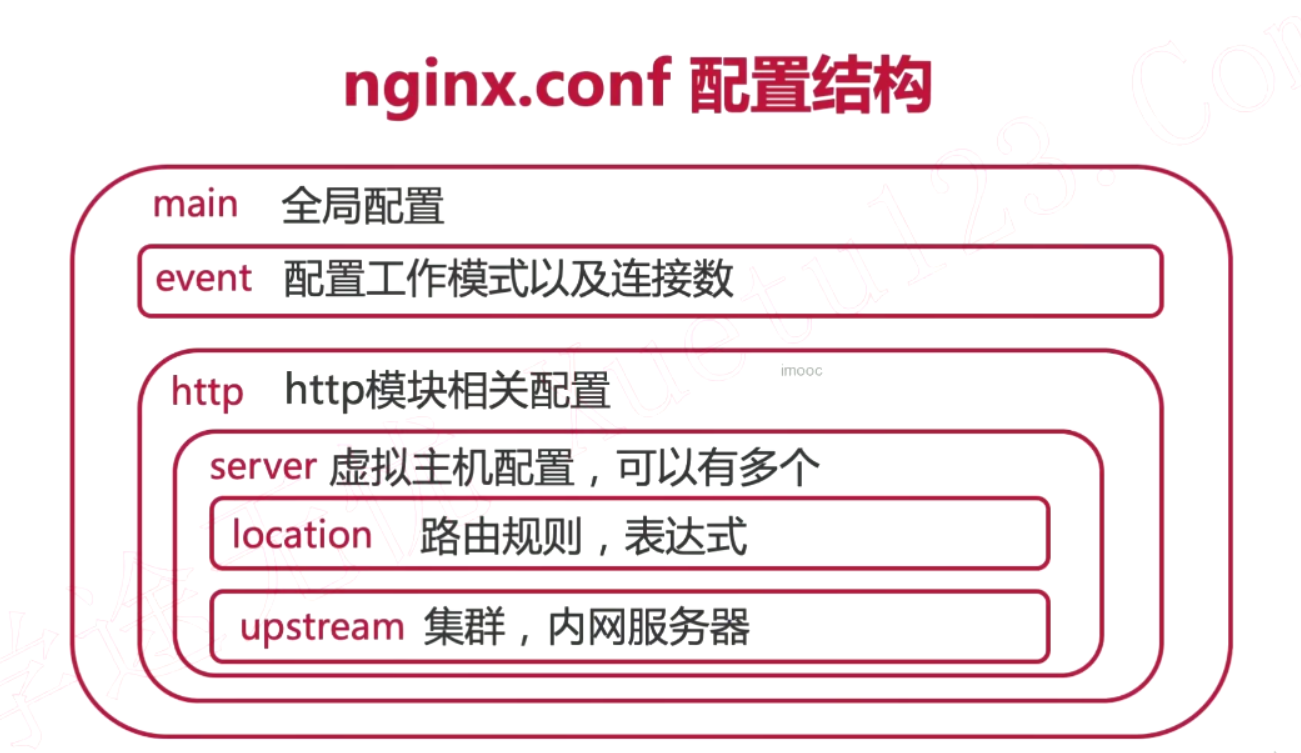 nginx.conf 配置结构
main 全局配置
event 配置工作模式以及连接数
imooc
http http模块相关配置
server 虚拟主机配置，可以有多个
location 路由规则，表达式
upstream 集群，内网服务器